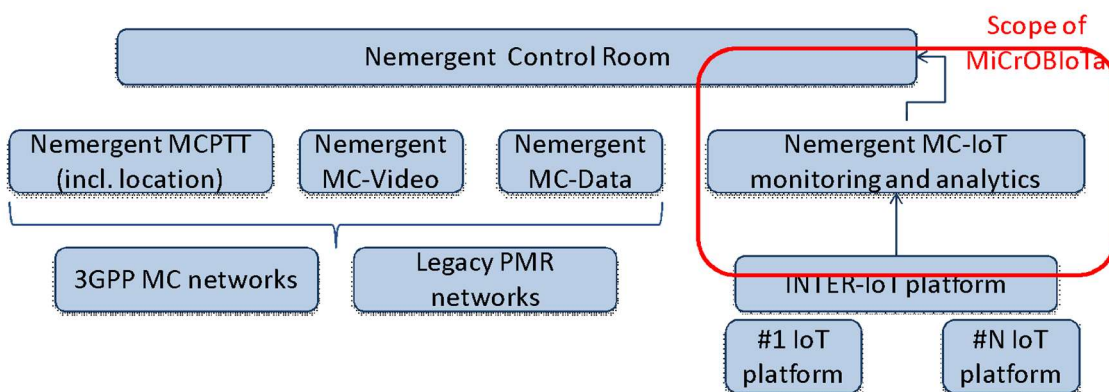 Scope of
MiCrOBIoTa
Nemergent Control Room
Nemergent MCPTT
(incl. location)
Nemergent
MC-Video
Nemergent
MC-Data
Nemergent MC-IoT
monitoring and analytics
3GPP MC networks
Legacy PMR
networks
INTER-IoT platform
#1 IoT
platform
#N IoT
platform